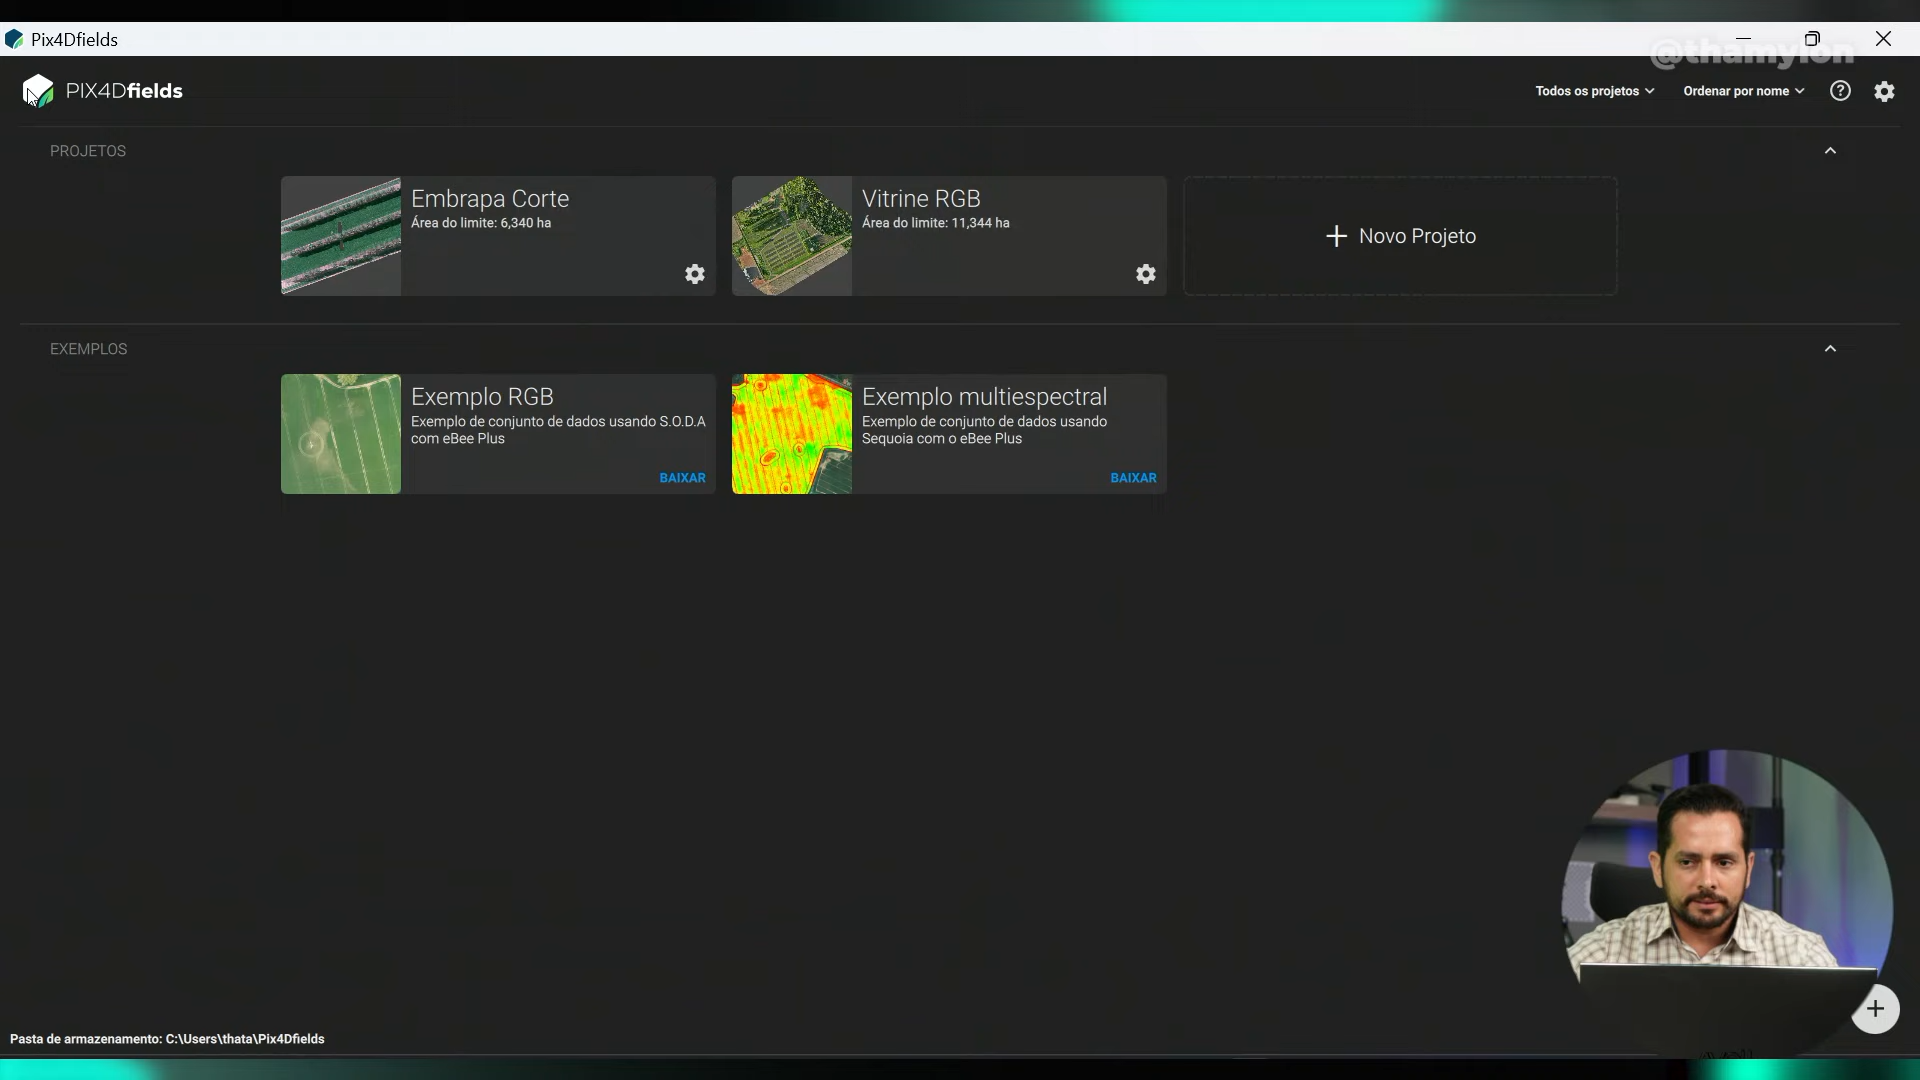 Pix4Dfields
@thamylon
PIX4Dfields
Todos os projetos
Ordenar por nome
PROJETOS
Embrapa Corte
Área do limite: 6,340 ha
Vitrine RGB
Área do limite: 11,344 ha
Novo Projeto
EXEMPLOS
Exemplo RGB
Exemplo de conjunto de dados usando S.O.D.A
com eBee Plus
BAIXAR
Exemplo multiespectral
Exemplo de conjunto de dados usando
Sequoia com o eBee Plus
BAIXAR
Pasta de armazenamento: C:\Users\thata\Pix4Dfields